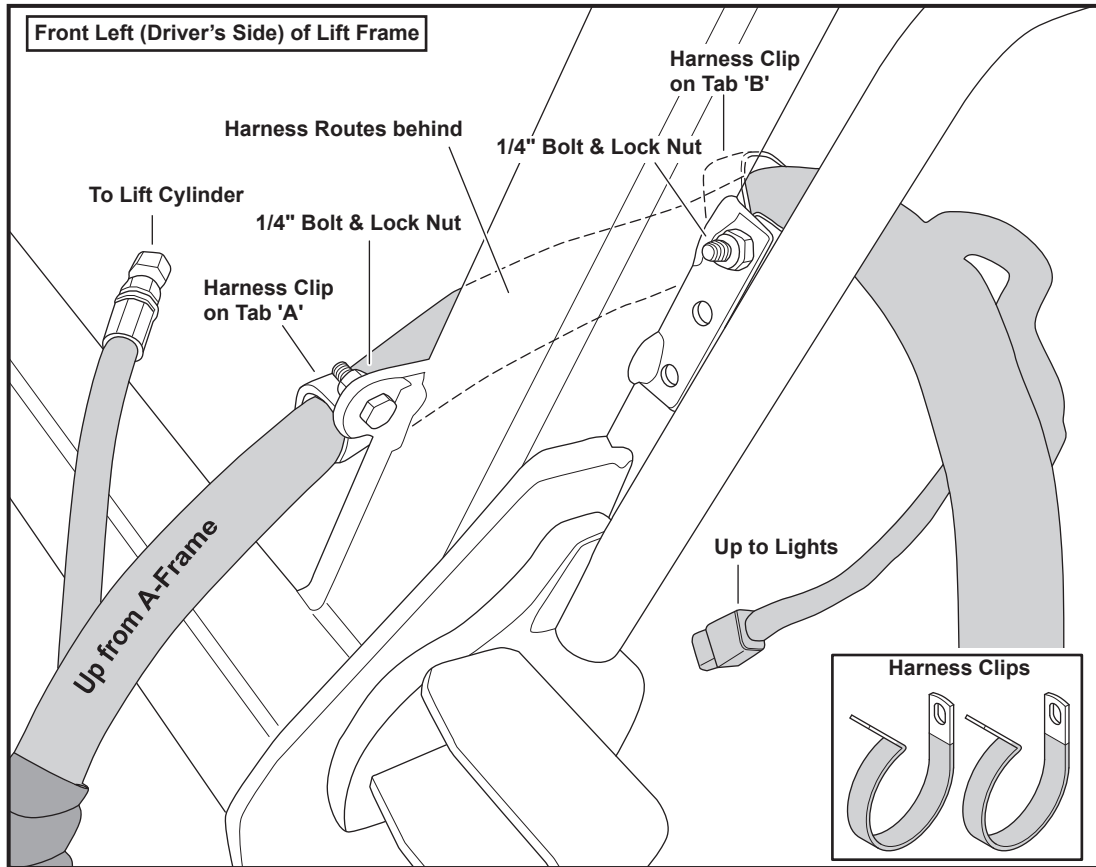 Front Left (Driver’s Side) of Lift Frame
Harness Clip
on Tab 'B'
Harness Routes behind
1/4" Bolt & Lock Nut
To Lift Cylinder
1/4" Bolt & Lock Nut
Harness Clip
on Tab 'A'
Up from A-Frame
Up to Lights
Harness Clips